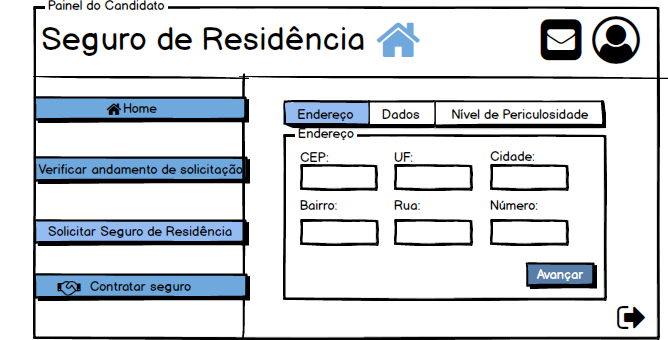 Painel do Candidato
Seguro de Residência
Home
Verificar andamento de solicitação
Solicitar Seguro de Residência
Contratar seguro
Endereço Dados Nível de Periculosidade
Endereço
CEP: UF: Cidade:
Bairro: Rua: Número:
Avançar